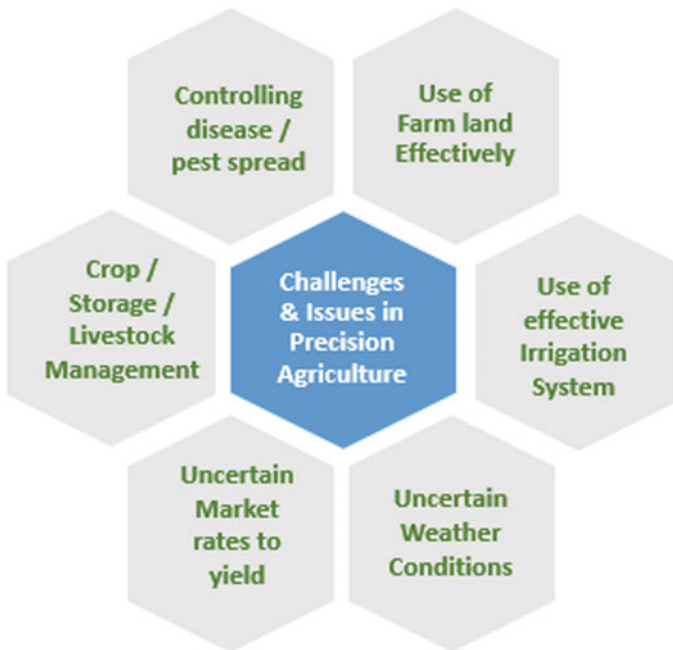 Controlling
disease /
pest spread
Use of
Farm land
Effectively
Crop /
Storage /
Livestock
Management
Challenges
& Issues in
Precision
Agriculture
Use of
effective
Irrigation
System
Uncertain
Market
rates to
yield
Uncertain
Weather
Conditions